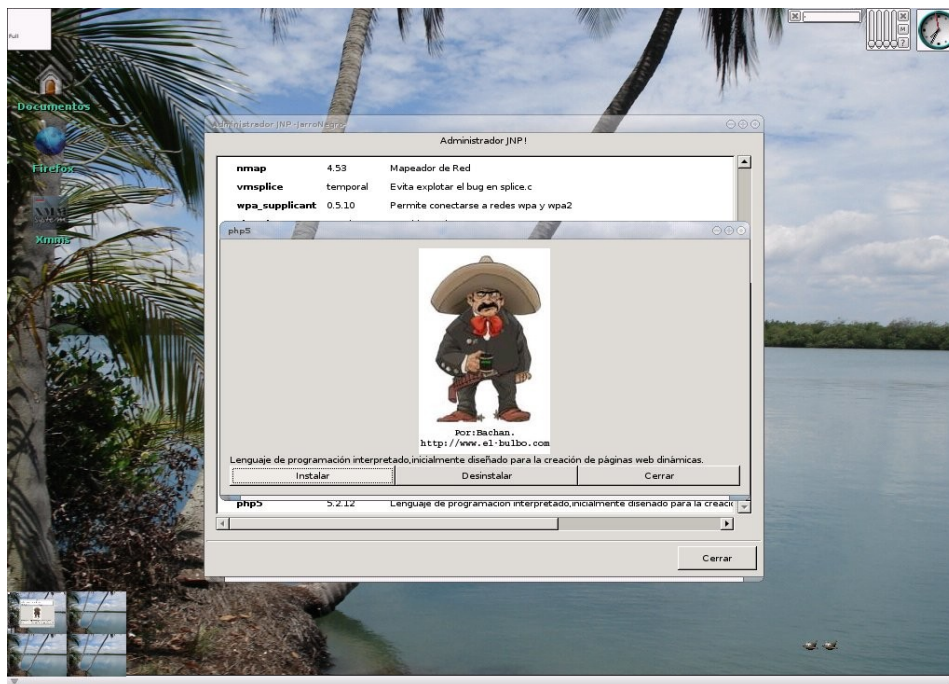 Documentos
Firefox
Xmms
Administrador JNP -JarroNegro-
Administrador JNP!
nmap 4.53 Mapeador de Red
vmsplice temporal Evita explotar el bug en splice.c
wpa_supplicant 0.5.10 Permite conectarse a redes wpa y wpa2
php5
Por:Bachan.
http://www.el-bulbo.com
Lenguaje de programación interpretado,inicialmente diseñado para la creación de páginas web dinámicas.
Instalar Desinstalar Cerrar
php5 5.2.12 Lenguaje de programación interpretado,inicialmente diseñado para la creació
Cerrar